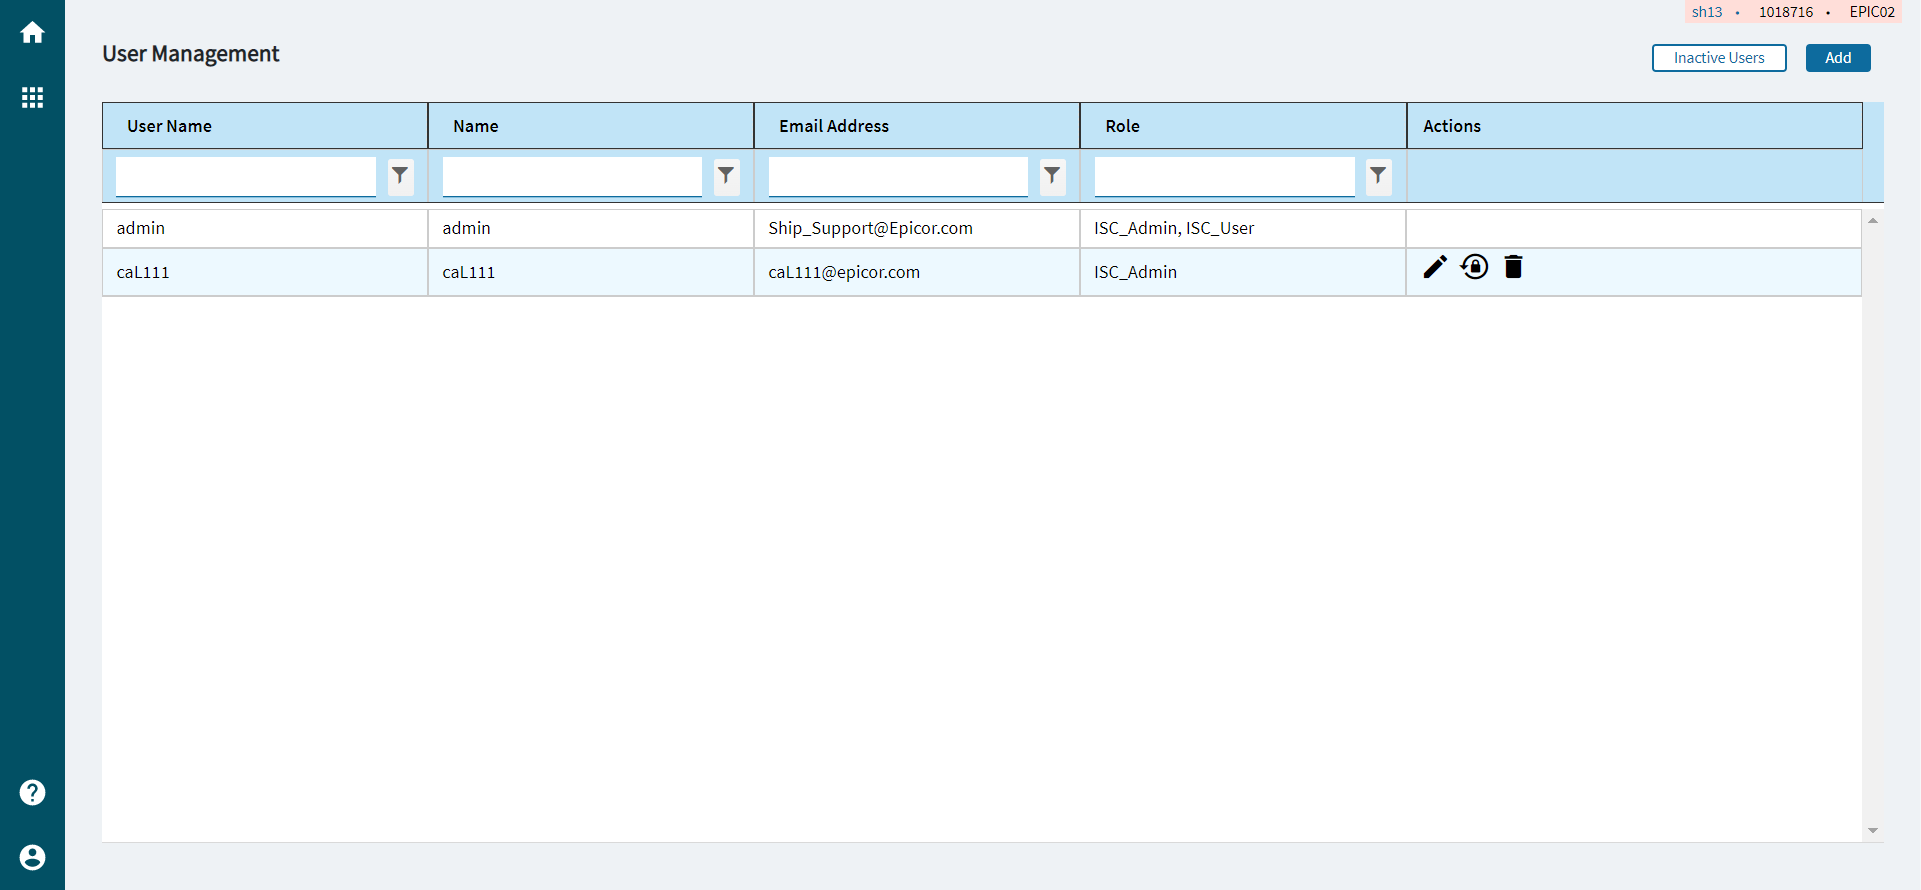 sh13 • 1018716 • EPIC02
User Management
Inactive Users
Add
User Name Name Email Address Role Actions
admin admin Ship_Support@Epicor.com ISC_Admin, ISC_User
caL111 caL111 caL111@epicor.com ISC_Admin